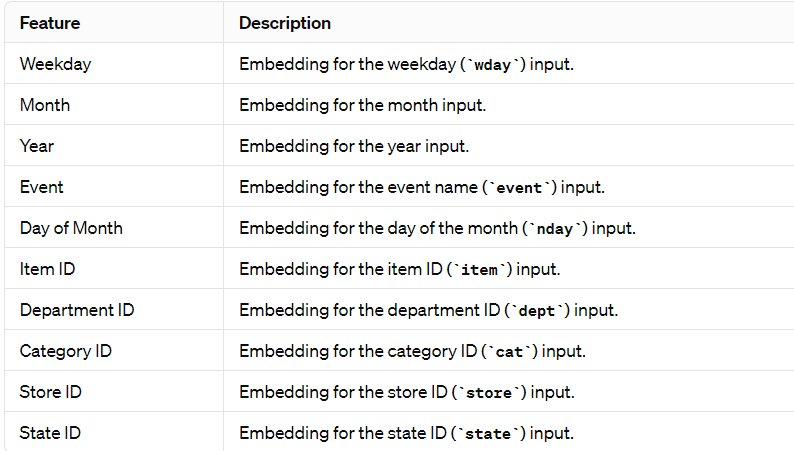 Feature Description
Weekday Embedding for the weekday (`wday`) input.
Month Embedding for the month input.
Year Embedding for the year input.
Event Embedding for the event name (`event`) input.
Day of Month Embedding for the day of the month (`nday`) input.
Item ID Embedding for the item ID (`item`) input.
Department ID Embedding for the department ID (`dept`) input.
Category ID Embedding for the category ID (`cat`) input.
Store ID Embedding for the store ID (`store`) input.
State ID Embedding for the state ID (`state`) input.